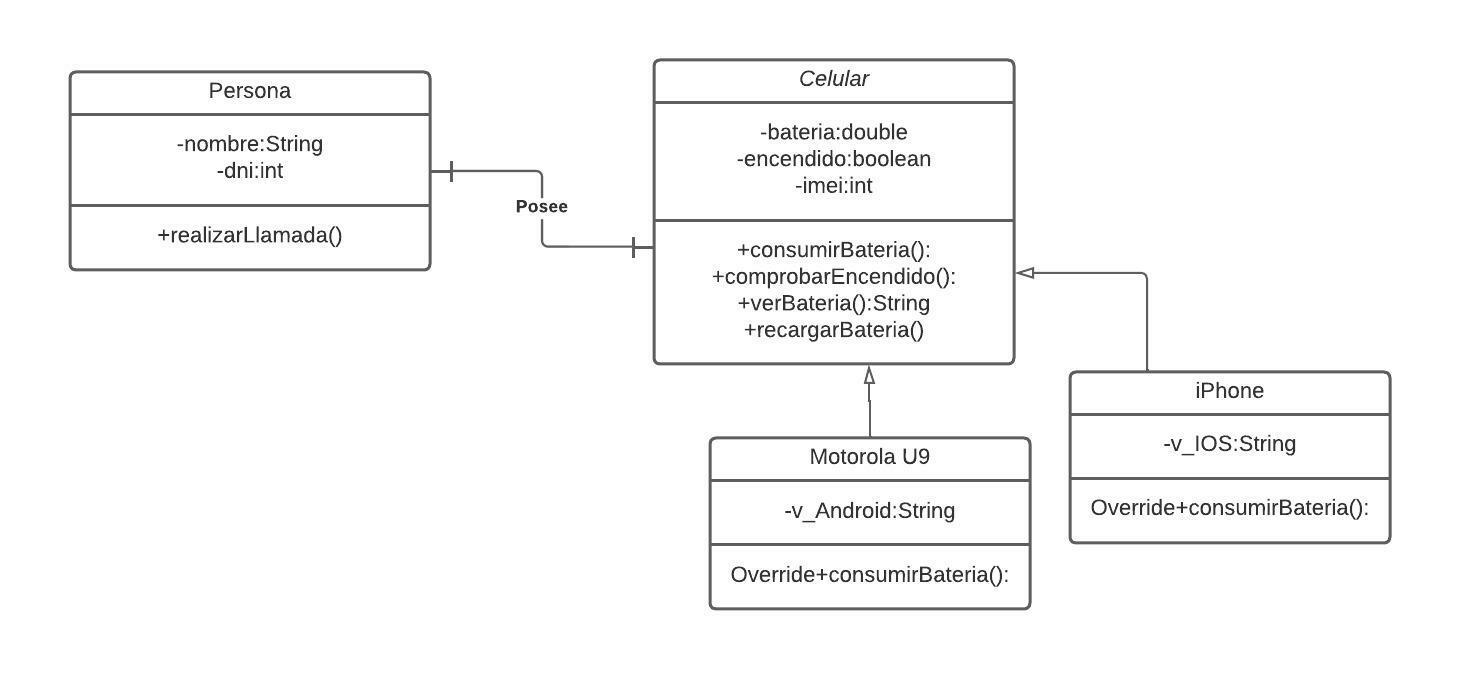 Persona
-nombre:String
-dni:int
+realizarLlamada()
Posee
Celular
-bateria:double
-encendido:boolean
-imei:int
+consumirBateria():
+comprobarEncendido():
+verBateria():String
+recargarBateria()
Motorola U9
-v_Android:String
Override+consumirBateria():
iPhone
-v_IOS:String
Override+consumirBateria():